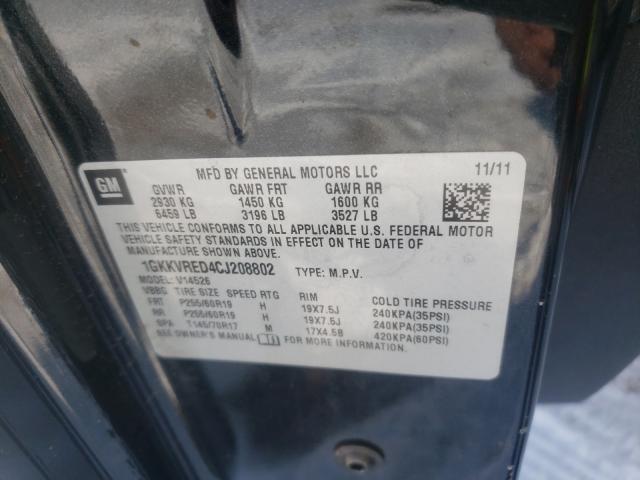 GM
MFD BY GENERAL MOTORS LLC 11/11
GVWR GAWR FRT GAWR RR
2930 KG 1450 KG 1600 KG
6459 LB 3196 LB 3527 LB
THIS VEHICLE CONFORMS TO ALL APPLICABLE U.S. FEDERAL MOTOR
VEHICLE SAFETY STANDARDS IN EFFECT ON THE DATE OF
MANUFACTURE SHOWN ABOVE.
1GKKVRED4CJ208802 TYPE: M.P.V.
MODEL: V14526
VBBG TIRE SIZE SPEED RTG RIM COLD TIRE PRESSURE
FRT P255/60R19 H 19X7.5J 240KPA(35PSI)
RR P255/60R19 H 19X7.5J 240KPA(35PSI)
SPA T145/70R17 M 17X4.5B 420KPA(60PSI)
SEE OWNER'S MANUAL FOR MORE INFORMATION.